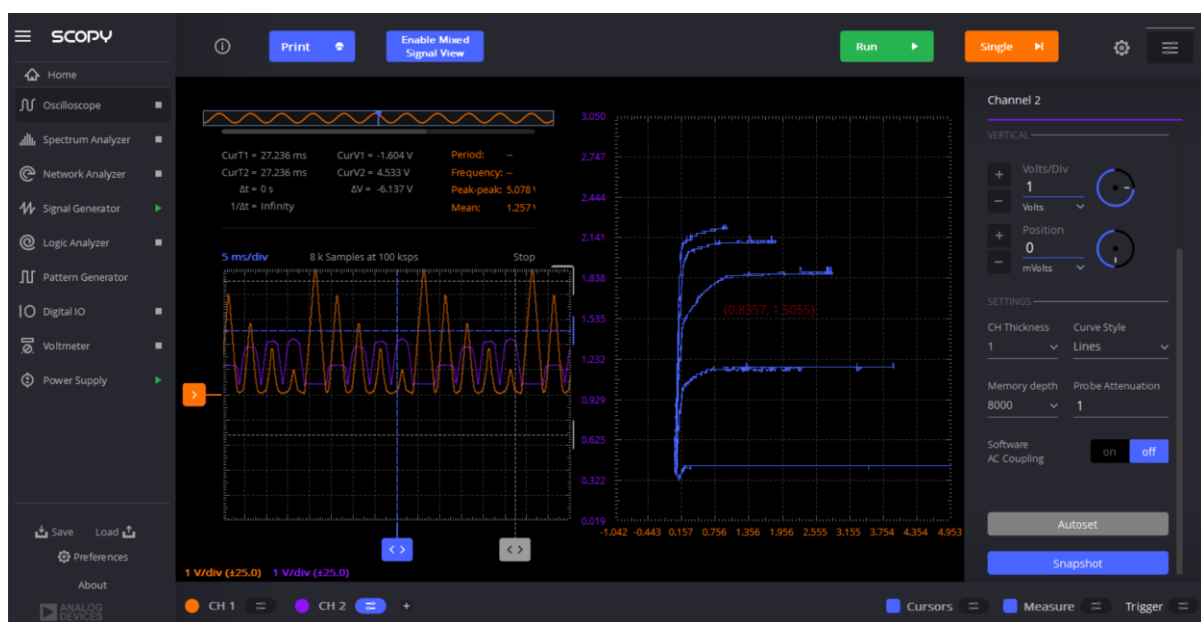 SCOPY
Print
Enable Mixed
Signal View
Run
Single
Home
Oscilloscope
Spectrum Analyzer
Network Analyzer
Signal Generator
Logic Analyzer
Pattern Generator
Digital IO
Voltmeter
Power Supply
Save Load
Preferences
About
ANALOG
DEVICES
CurT1 = 27.236 ms CurV1 = -1.604 V Period: --
CurT2 = 27.236 ms CurV2 = 4.533 V Frequency: --
Δt = 0 s ΔV = -6.137 V Peak-peak: 5.078
1/Δt = Infinity Mean: 1.257
5 ms/div 8 k Samples at 100 ksps Stop
1 V/div (±25.0) 1 V/div (±25.0)
3.050
2.747
2.444
2.141
1.838
1.535
1.232
0.929
0.625
0.322
0.019
(0.8357, 1.5055)
-1.042 -0.443 0.157 0.756 1.356 1.956 2.555 3.155 3.754 4.354 4.953
Channel 2
VERTICAL
Volts/Div
1
Volts
Position
0
mVolts
SETTINGS
CH Thickness Curve Style
1 Lines
Memory depth Probe Attenuation
8000 1
Software
AC Coupling
on off
Autoset
Snapshot
CH 1 CH 2 + Cursors Measure Trigger